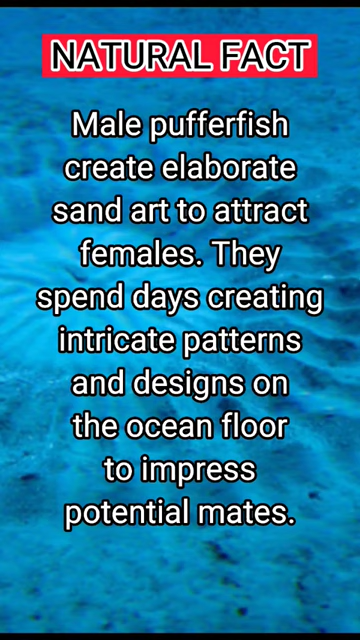 NATURAL FACT
Male pufferfish
create elaborate
sand art to attract
females. They
spend days creating
intricate patterns
and designs on
the ocean floor
to impress
potential mates.